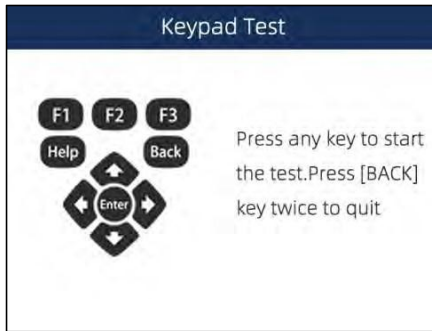 Keypad Test
F1 F2 F3
Help Back
Enter
Press any key to start
the test.Press [BACK]
key twice to quit